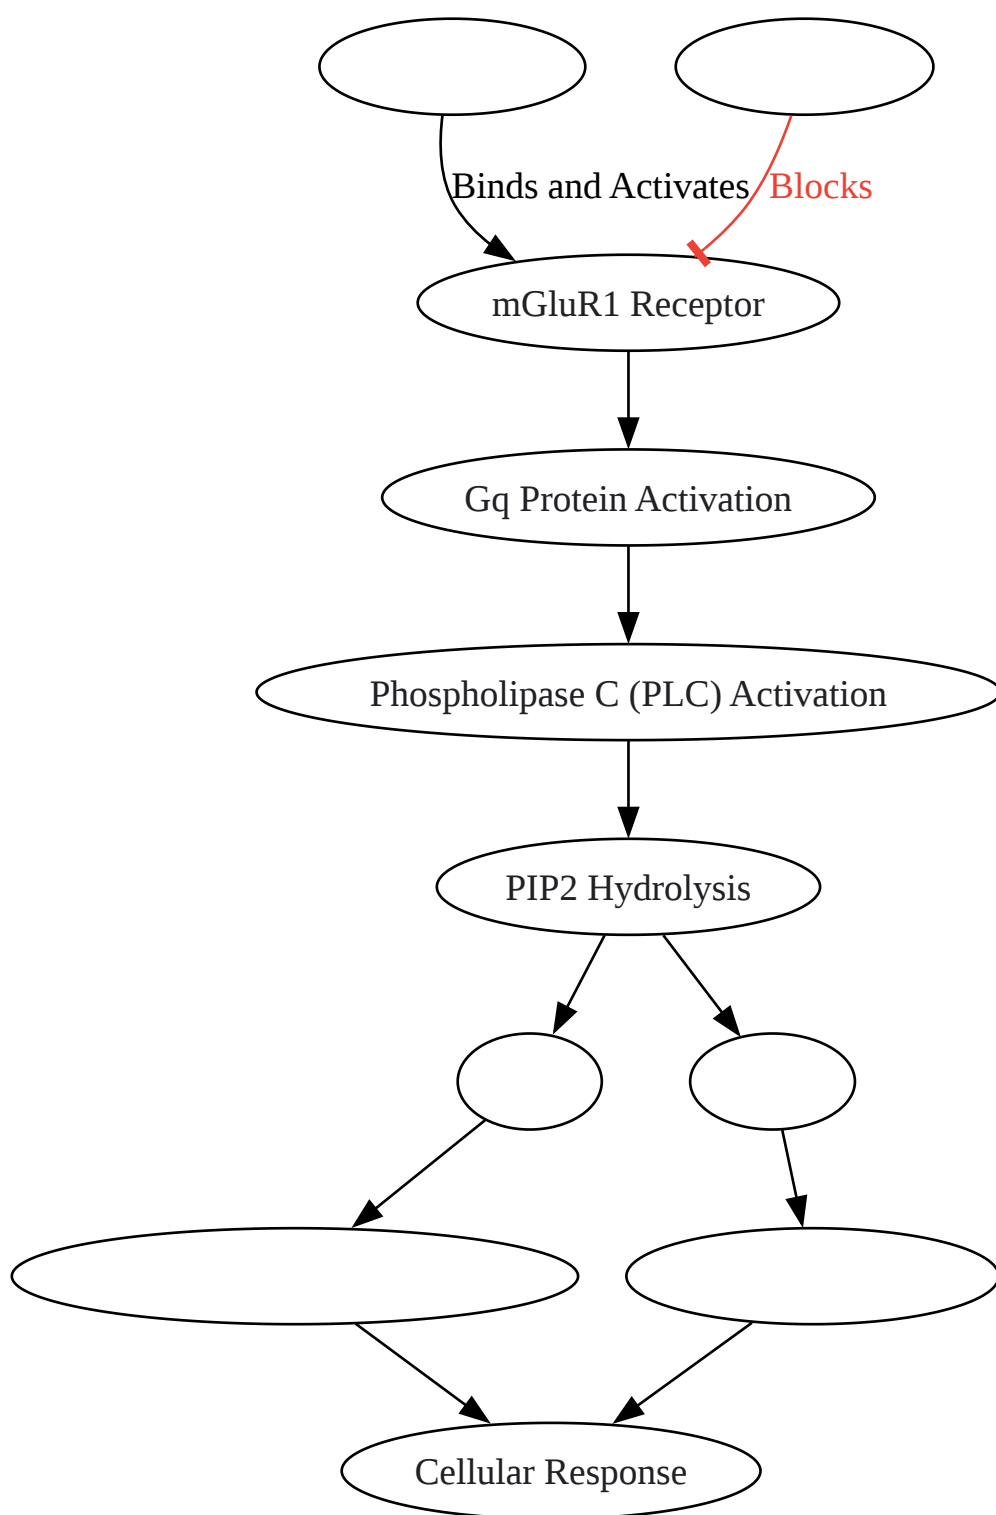 Binds and Activates
Blocks
mGluR1 Receptor
Gq Protein Activation
Phospholipase C (PLC) Activation
PIP2 Hydrolysis
Cellular Response